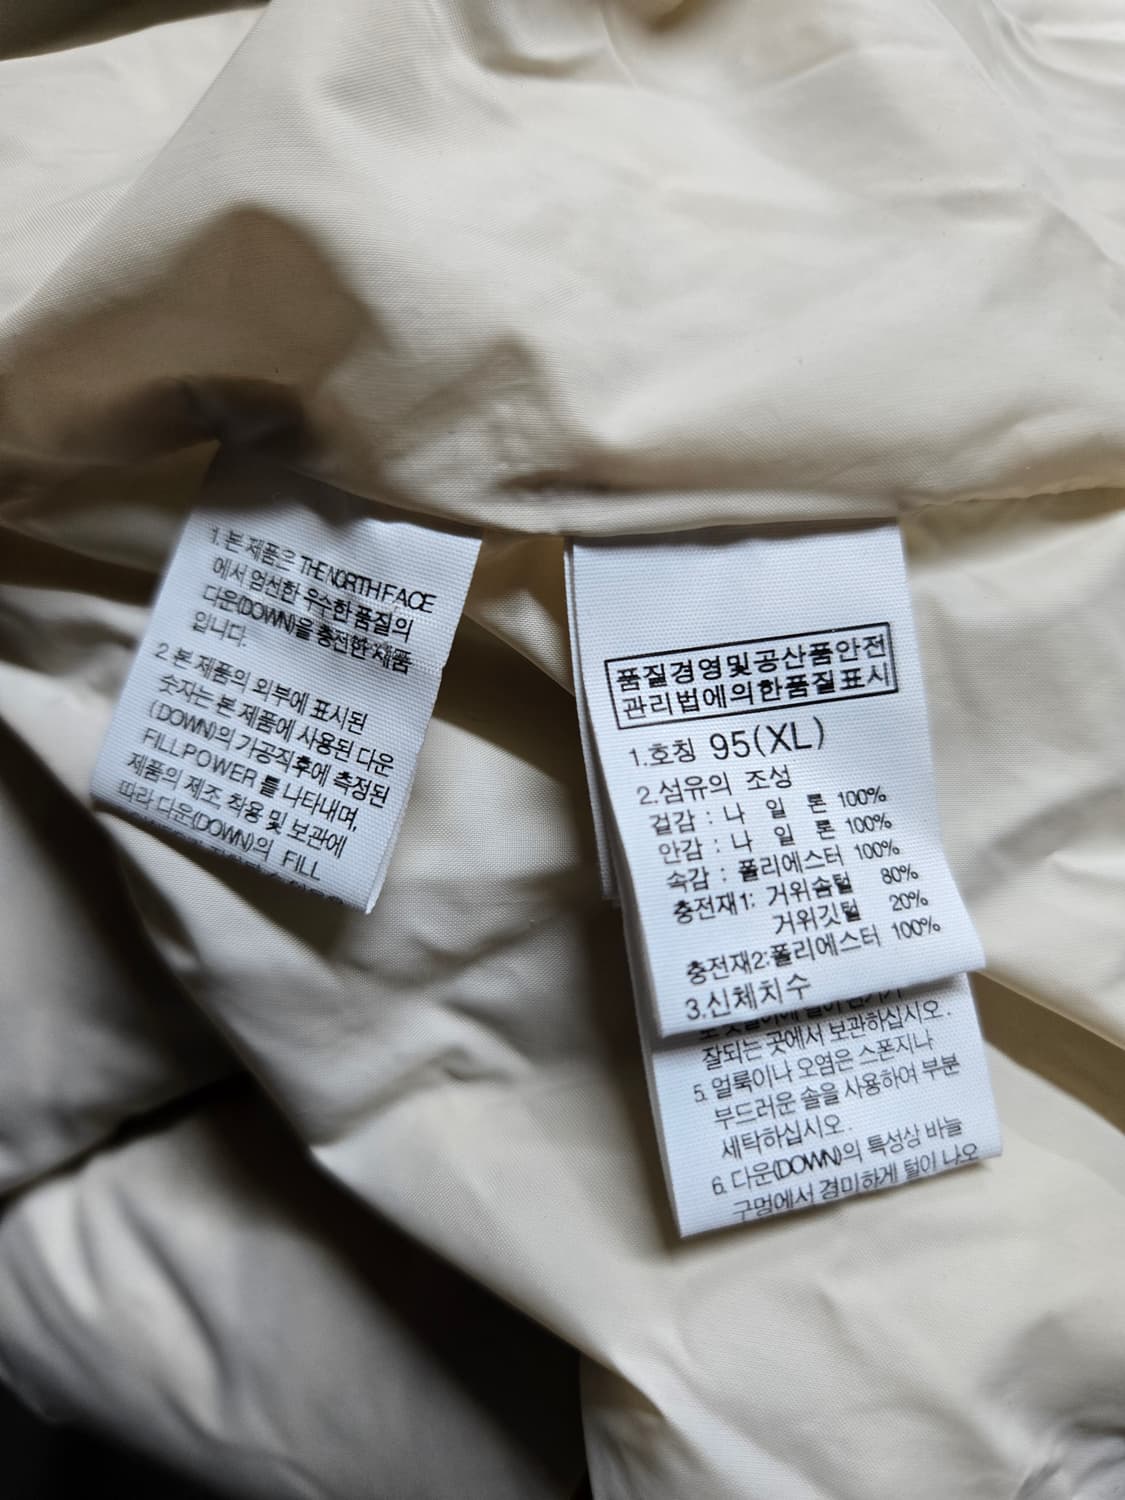 1. 본 제품은 THE NORTH FACE
에서 엄선한 우수한 품질의
다운(DOWN)을 충전한 제품
입니다.
2 본 제품의 외부에 표시된
숫자는 본 제품에 사용된 다운
(DOWN)의 가공직후에 측정된
FILLPOWER 를 나타내며,
제품의 제조 착용 및 보관에
따라 다운(DOWN)의 FILL
품질경영및공산품안전
관리법에의한품질표시
1.호칭 95(XL)
2.섬유의 조성
겉감 : 나 일 론 100%
안감 : 나 일 론 100%
속감 : 폴리에스터 100%
충전재1: 거위솜털 80%
거위깃털 20%
충전재2:폴리에스터 100%
3.신체치수
잘되는 곳에서 보관하십시오.
5. 얼룩이나 오염은 스폰지나
부드러운 솔을 사용하여 부분
세탁하십시오.
6. 다운(DOWN)의 특성상 바늘
구멍에서 경미하게 털이 나오